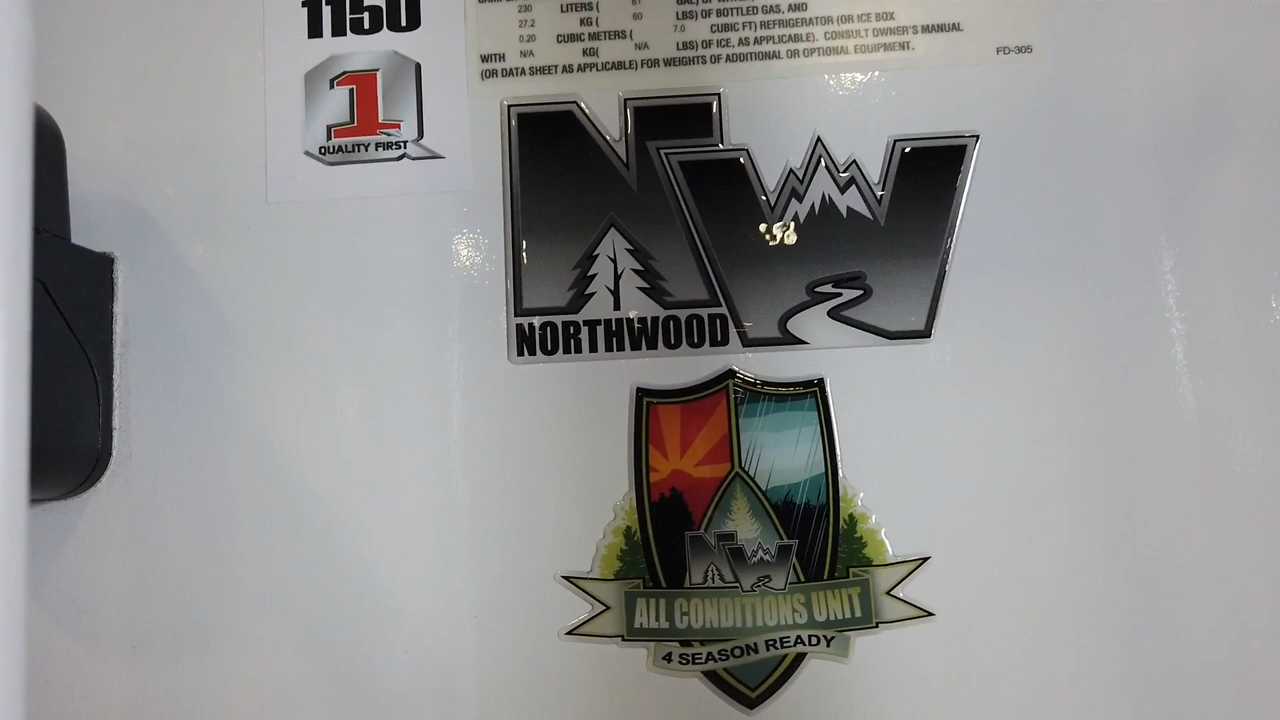 1150
1
QUALITY FIRST
230 LITERS ( 61
27.2 KG ( 60 LBS) OF BOTTLED GAS, AND
0.20 CUBIC METERS ( 7.0 CUBIC FT) REFRIGERATOR (OR ICE BOX
WITH N/A KG( N/A LBS) OF ICE, AS APPLICABLE). CONSULT OWNER'S MANUAL
(OR DATA SHEET AS APPLICABLE) FOR WEIGHTS OF ADDITIONAL OR OPTIONAL EQUIPMENT.
FD-305
NW
NORTHWOOD
NW
ALL CONDITIONS UNIT
4 SEASON READY